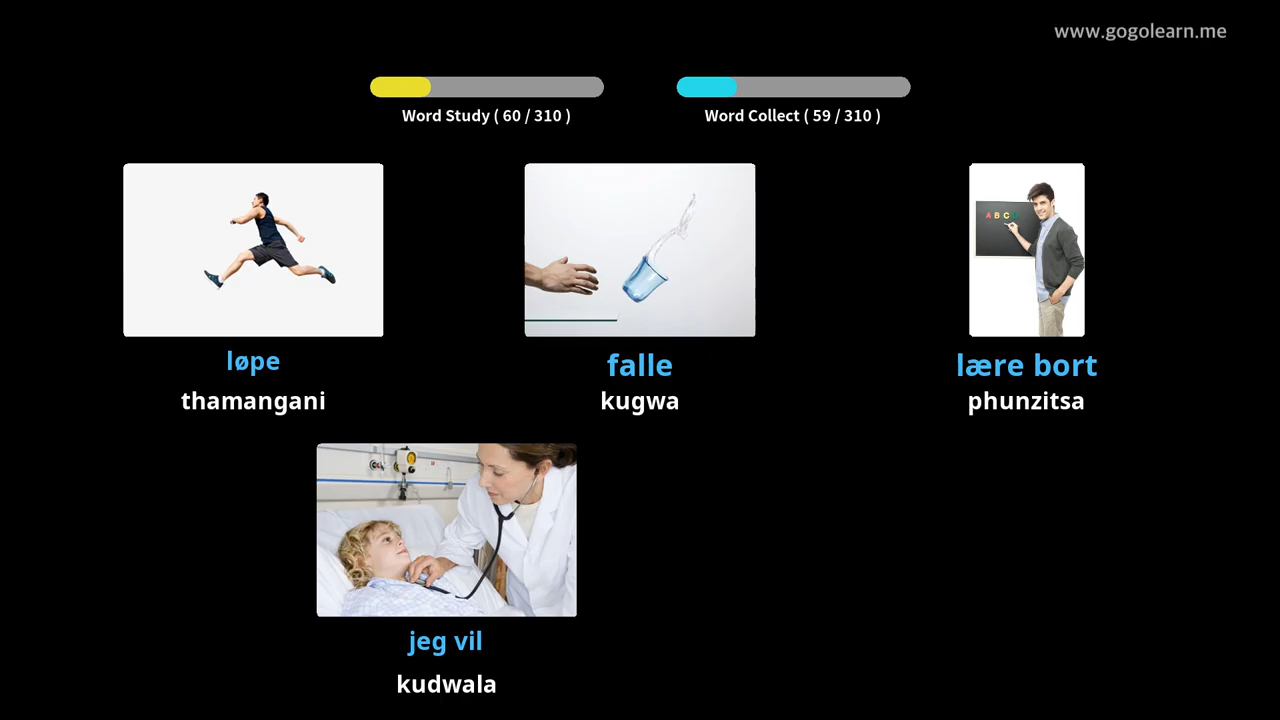 www.gogolearn.me
Word Study ( 60 / 310 )
Word Collect ( 59 / 310 )
A B C D
løpe
falle
lære bort
thamangani
kugwa
phunzitsa
jeg vil
kudwala